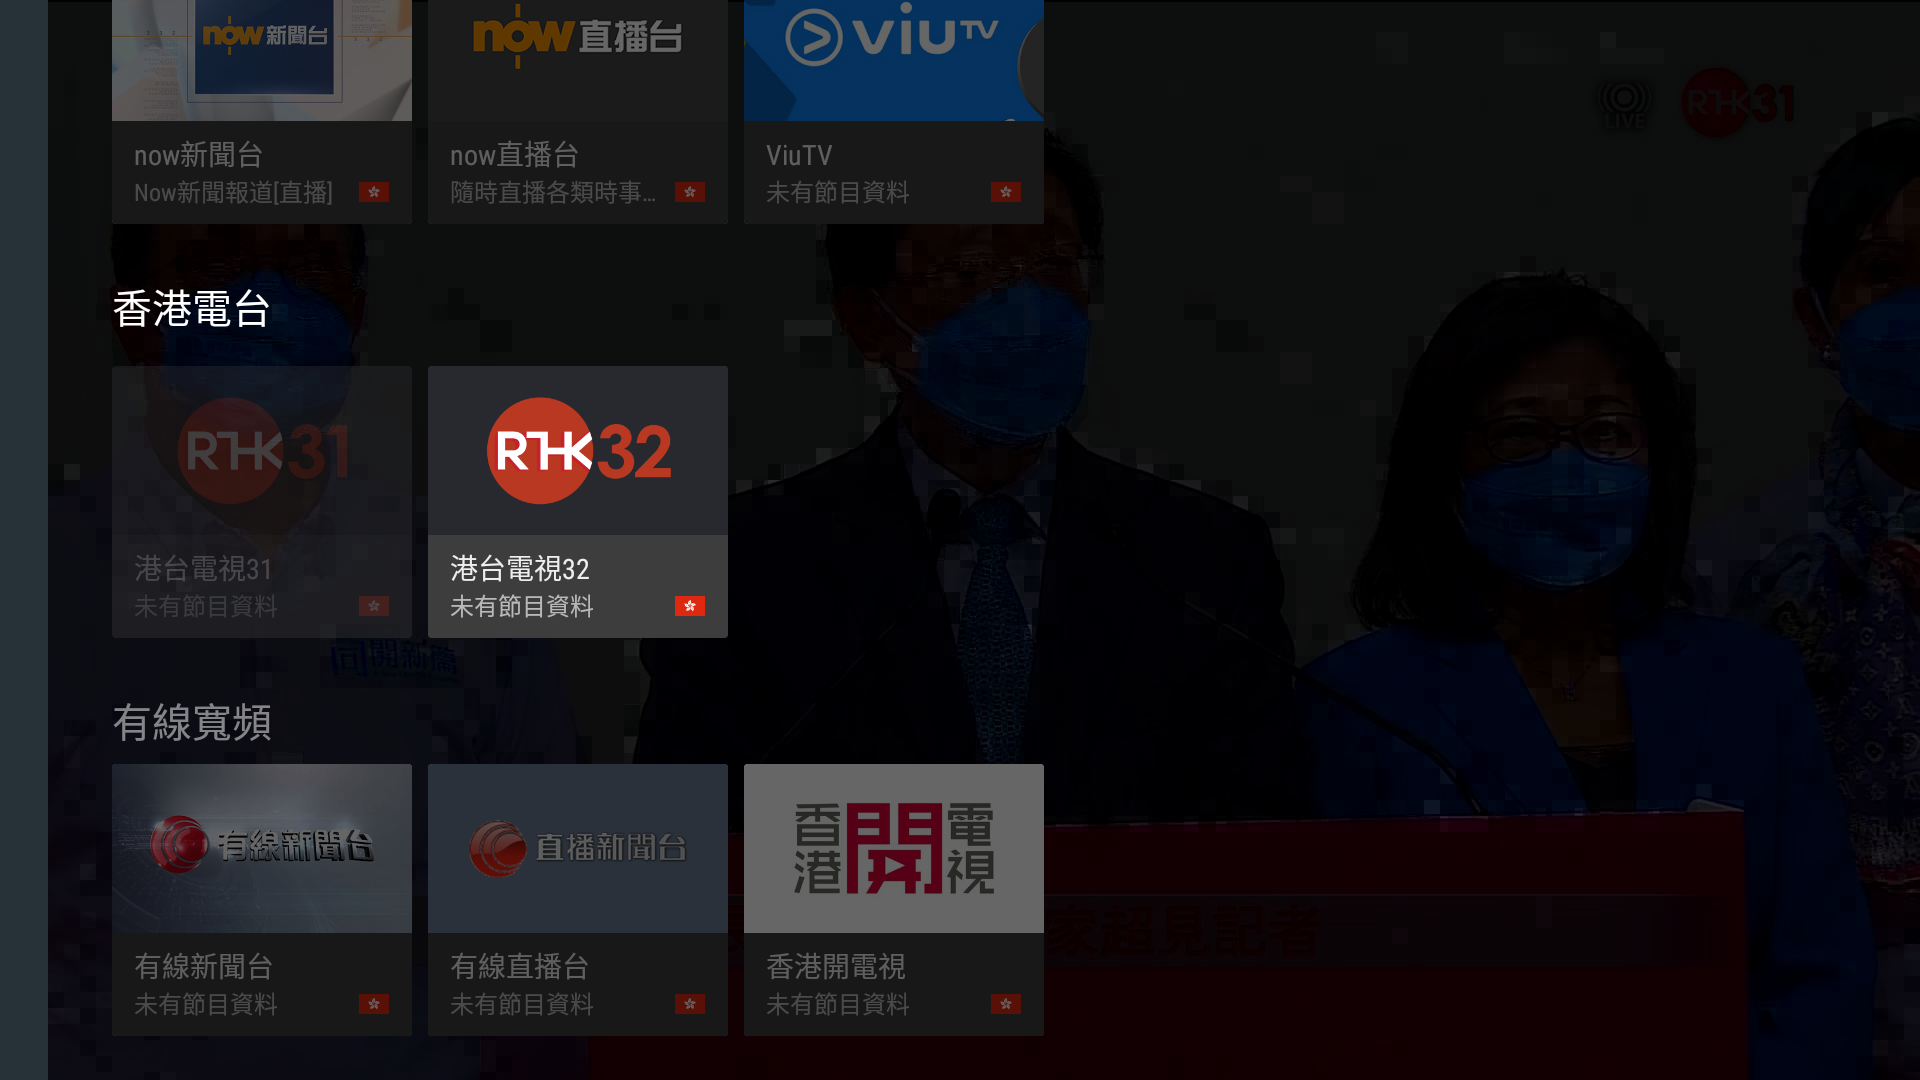 now新聞台
now直播台
viuTV
LIVE
RTHK31
now新聞台
Now新聞報道[直播]
now直播台
隨時直播各類時事...
ViuTV
未有節目資料
香港電台
RTHK31
RTHK32
港台電視31
未有節目資料
港台電視32
未有節目資料
有線寬頻
有線新聞台
直播新聞台
香港開電視
家超見記者
有線新聞台
未有節目資料
有線直播台
未有節目資料
香港開電視
未有節目資料